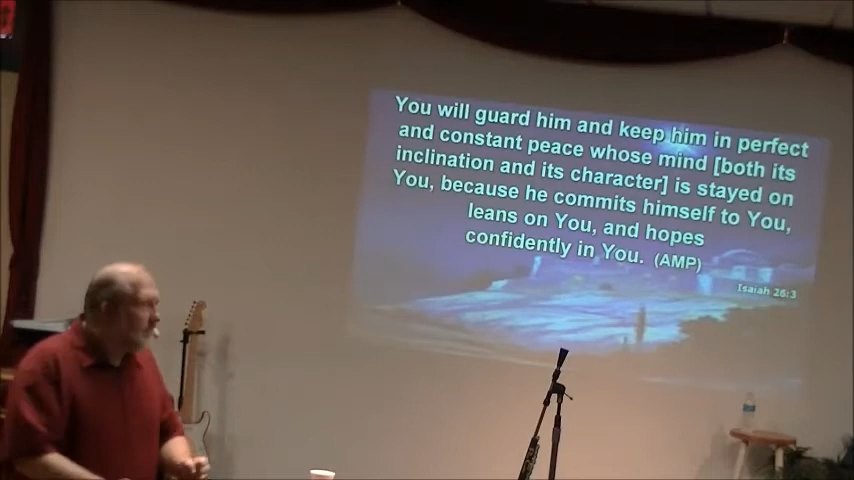 You will guard him and keep him in perfect
and constant peace whose mind [both its
inclination and its character] is stayed on
You, because he commits himself to You,
leans on You, and hopes
confidently in You. (AMP)
Isaiah 26:3